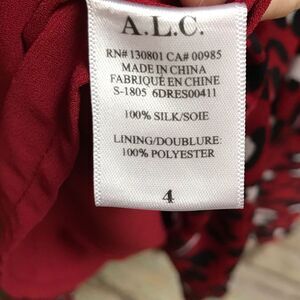 A.L.C.
RN# 130801 CA# 00985
MADE IN CHINA
FABRIQUÉ EN CHINE
S-1805 6DRES00411
100% SILK/SOIE
LINING/DOUBLURE:
100% POLYESTER
4